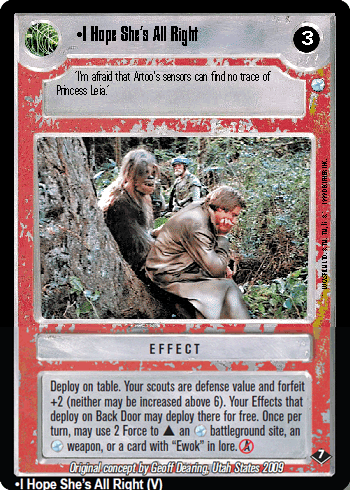 •I Hope She's All Right
3
'I'm afraid that Artoo's sensors can find no trace of
Princess Leia.'
EFFECT
Deploy on table. Your scouts are defense value and forfeit
+2 (neither may be increased above 6). Your Effects that
deploy on Back Door may deploy there for free. Once per
turn, may use 2 Force to ▲ an battleground site, an
weapon, or a card with "Ewok" in lore. A
7
Original concept by Geoff Dearing, Utah States 2009
•I Hope She's All Right (V)